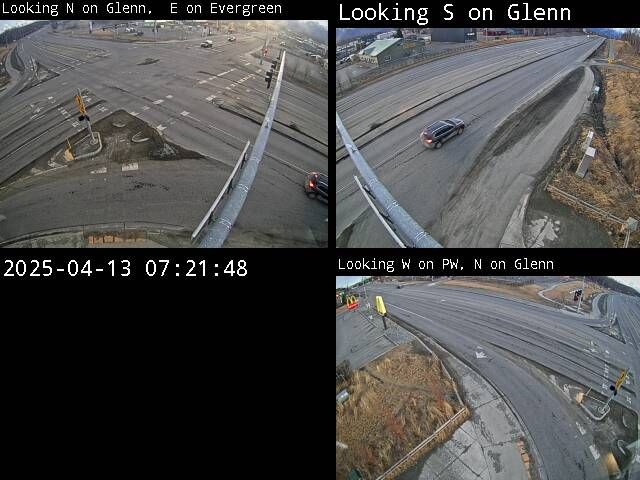 Looking N on Glenn,  E on Evergreen
Looking S on Glenn
2025-04-13 07:21:48
Looking W on PW, N on Glenn